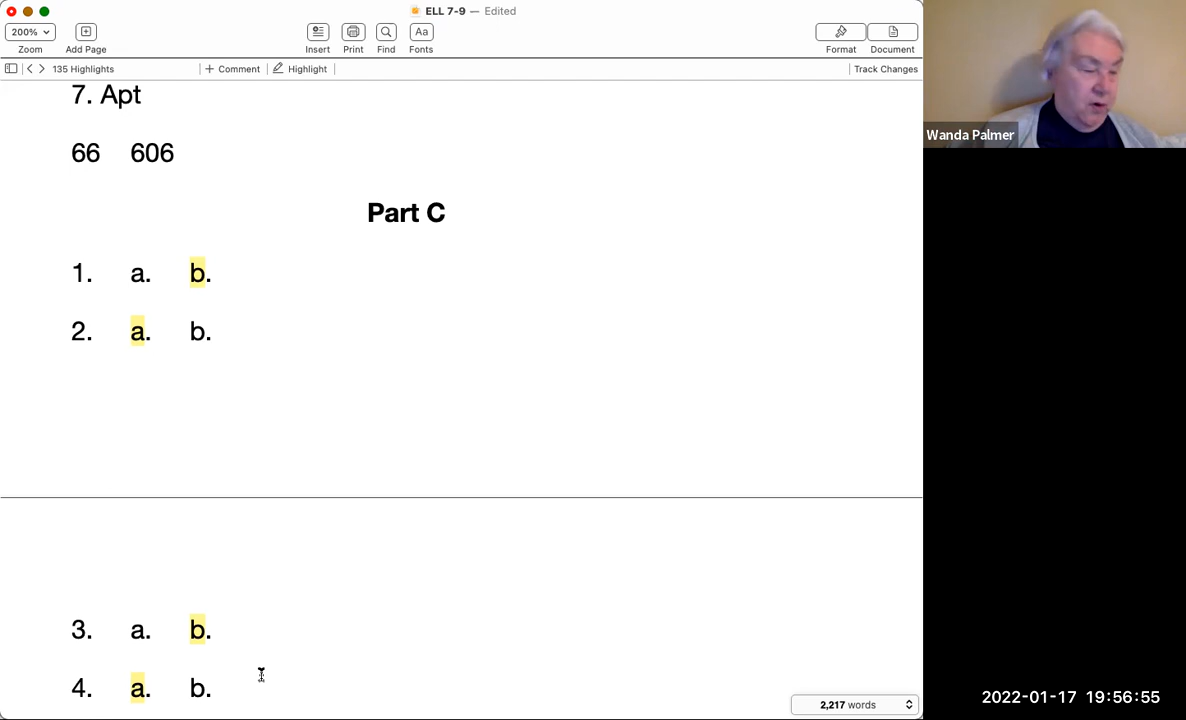 ELL 7-9 — Edited
200%
Zoom
Add Page
Insert
Print
Find
Aa
Fonts
Format
Document
135 Highlights
+ Comment
Highlight
Track Changes
7. Apt
66 606
Part C
1. a. b.
2. a. b.
3. a. b.
4. a. b.
2,217 words
Wanda Palmer
2022-01-17 19:56:55